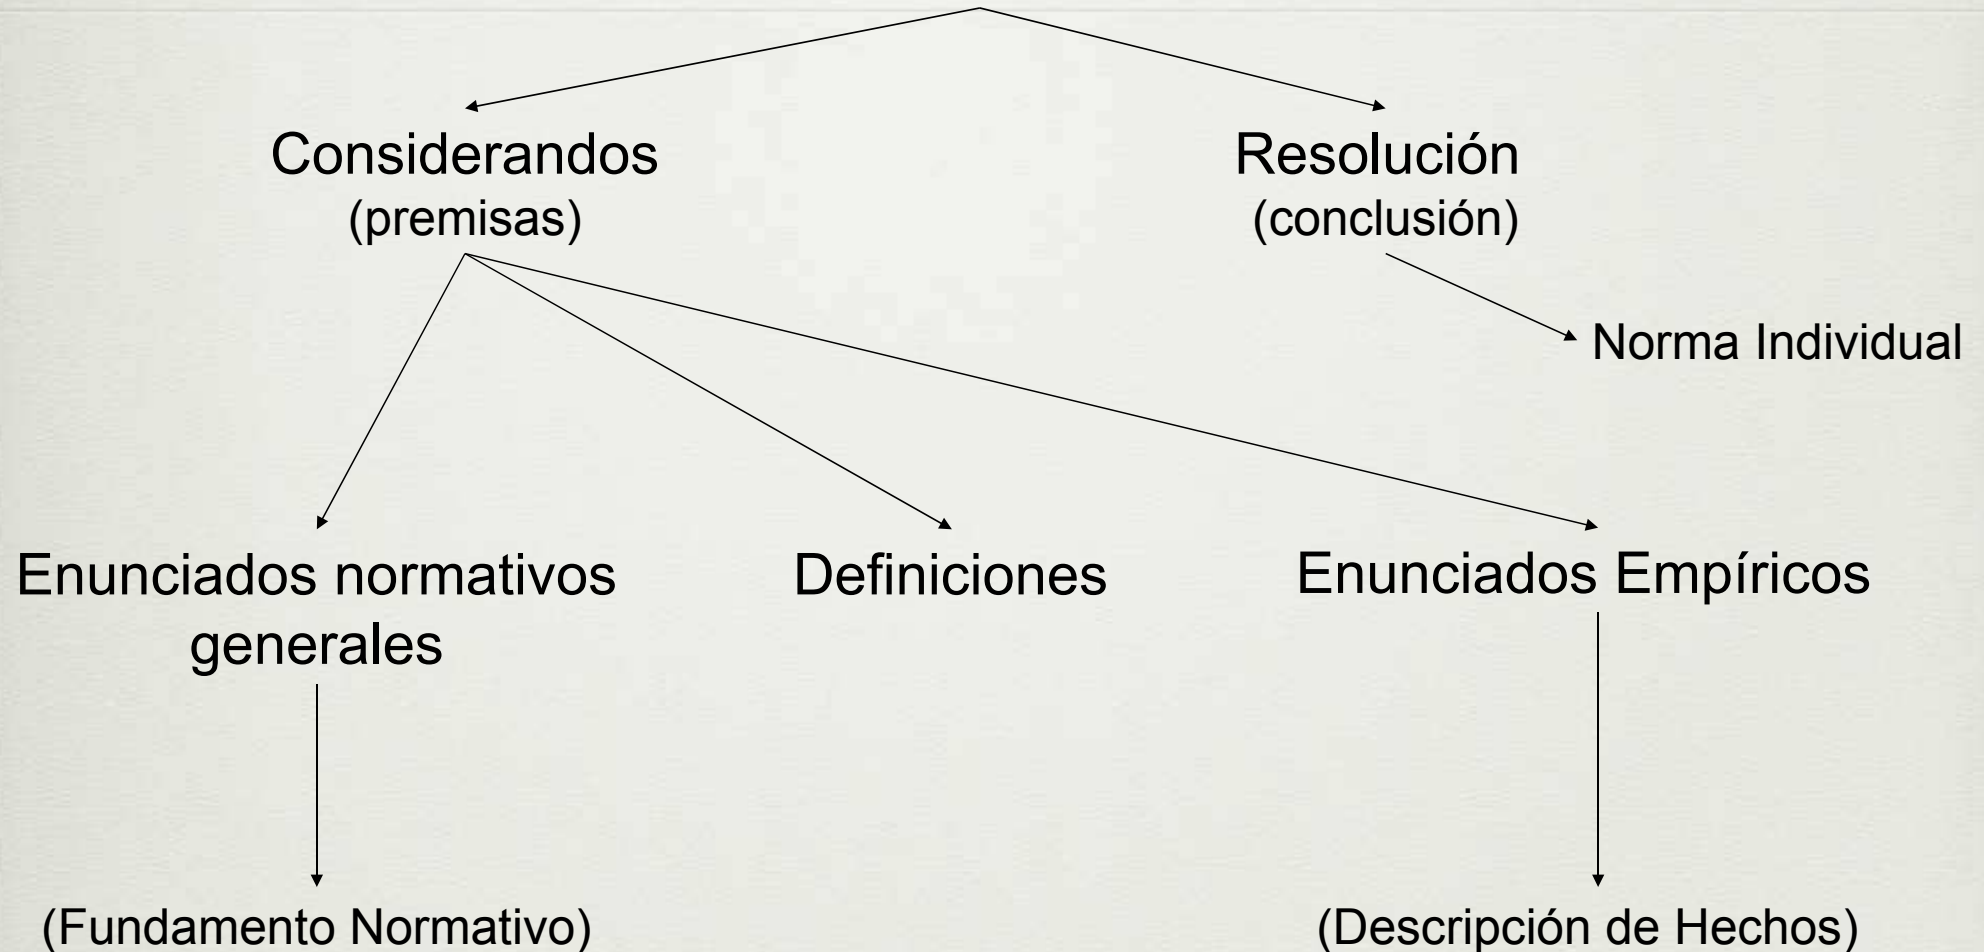 Considerandos
(premisas)
Resolución
(conclusión)
Norma Individual
Enunciados normativos
generales
Definiciones
Enunciados Empíricos
(Fundamento Normativo)
(Descripción de Hechos)